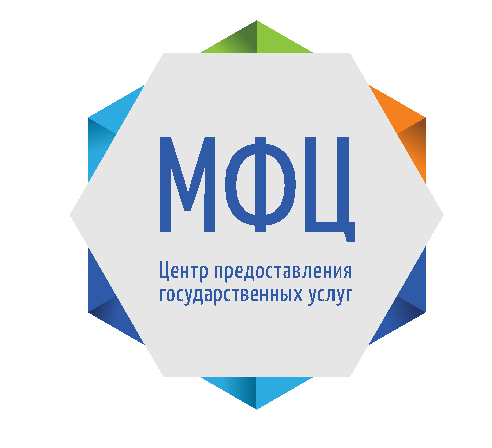 МФЦ
Центр предоставления
государственных услуг